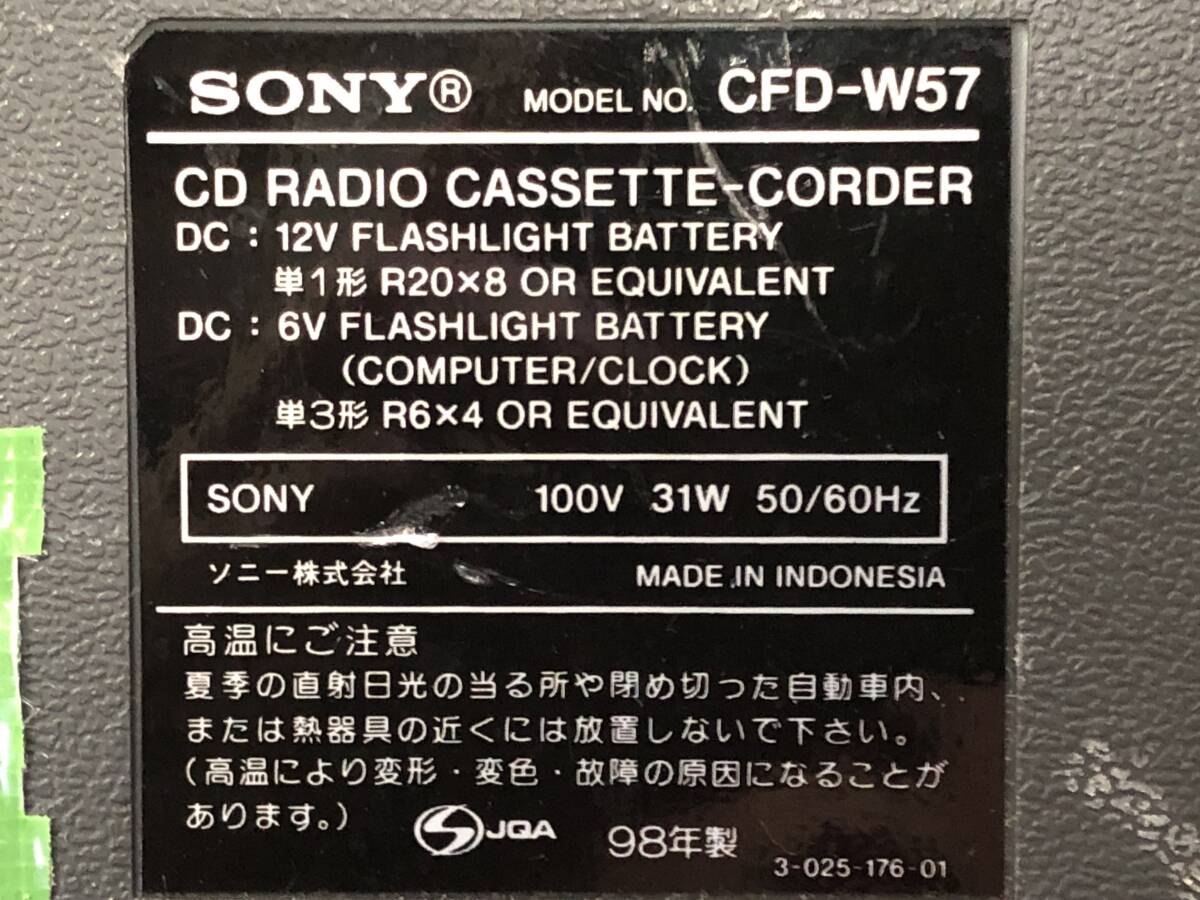 SONY® MODEL NO. CFD-W57
CD RADIO CASSETTE-CORDER
DC : 12V FLASHLIGHT BATTERY
単1形 R20×8 OR EQUIVALENT
DC : 6V FLASHLIGHT BATTERY
(COMPUTER/CLOCK)
単3形 R6×4 OR EQUIVALENT
SONY 100V 31W 50/60Hz
ソニー株式会社 MADE IN INDONESIA
高温にご注意
夏季の直射日光の当る所や閉め切った自動車内、
または熱器具の近くには放置しないで下さい。
(高温により変形・変色・故障の原因になることが
あります。)
JQA 98年製
3-025-176-01